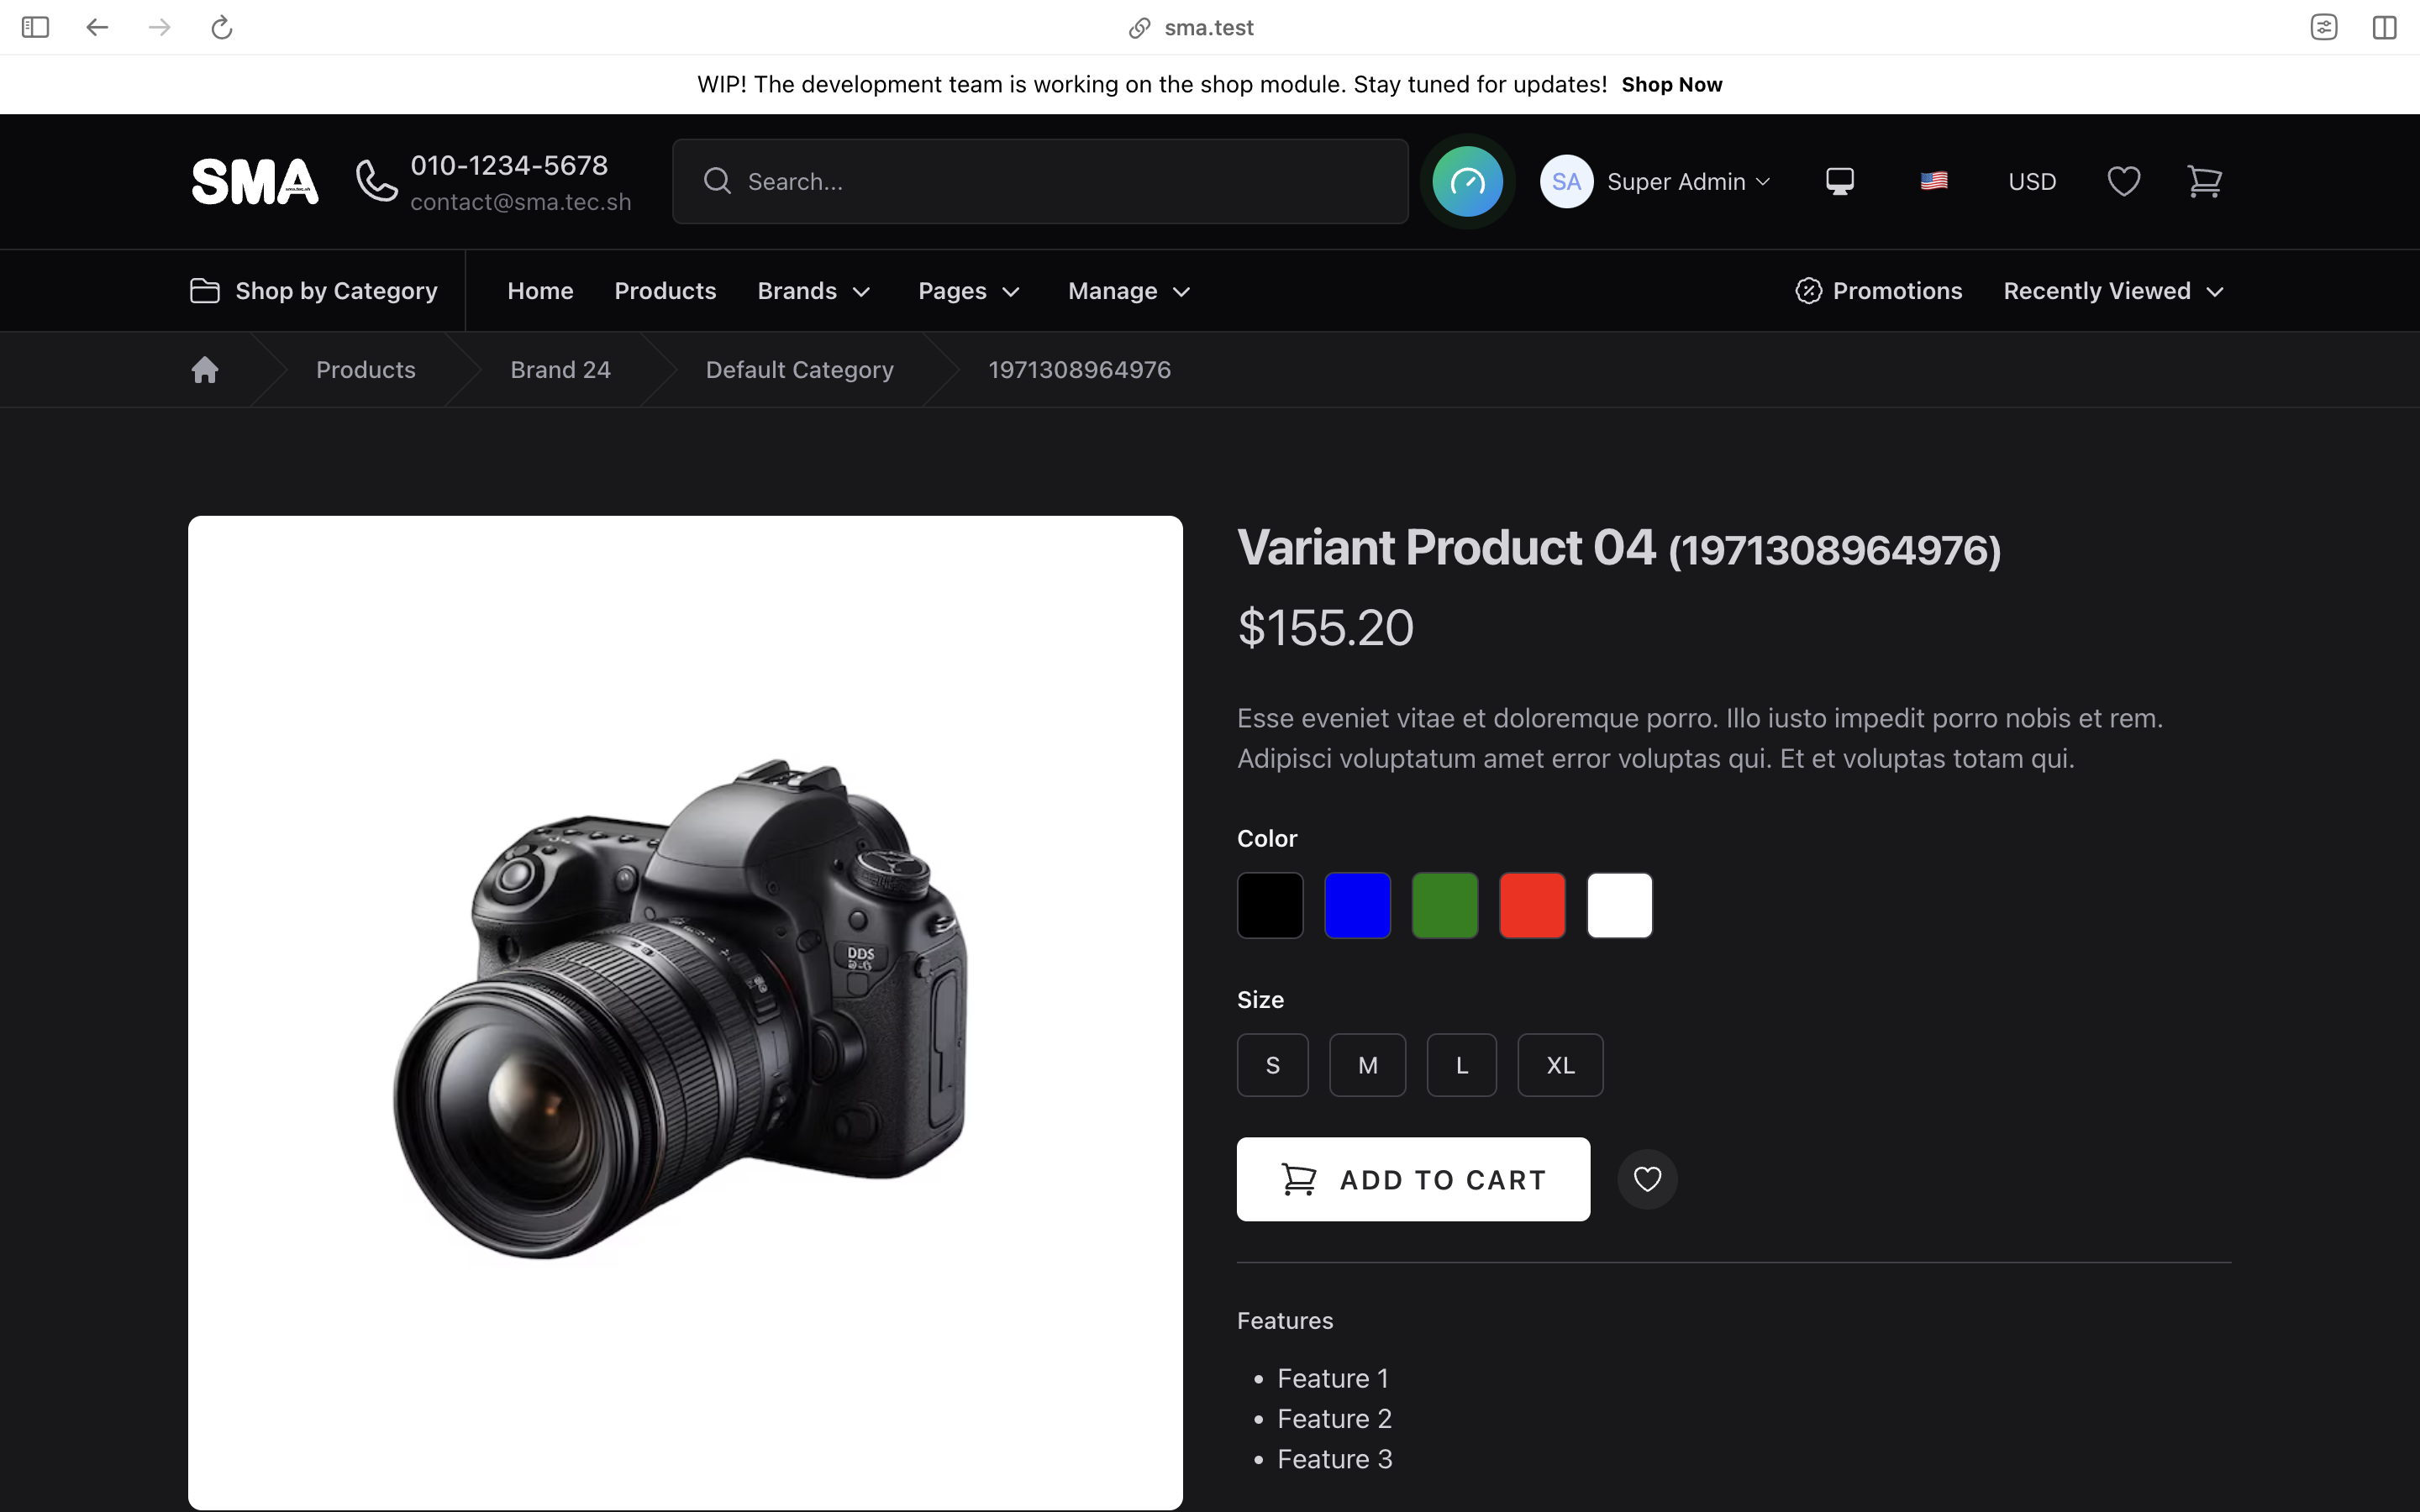 sma.test
WIP! The development team is working on the shop module. Stay tuned for updates! Shop Now
SMA
010-1234-5678
contact@sma.tec.sh
Search...
SA
Super Admin
USD
Shop by Category
Home
Products
Brands
Pages
Manage
Promotions
Recently Viewed
Products
Brand 24
Default Category
1971308964976
Variant Product 04 (1971308964976)
$155.20
Esse eveniet vitae et doloremque porro. Illo iusto impedit porro nobis et rem.
Adipisci voluptatum amet error voluptas qui. Et et voluptas totam qui.
Color
Size
S
M
L
XL
ADD TO CART
DDS
Features
Feature 1
Feature 2
Feature 3